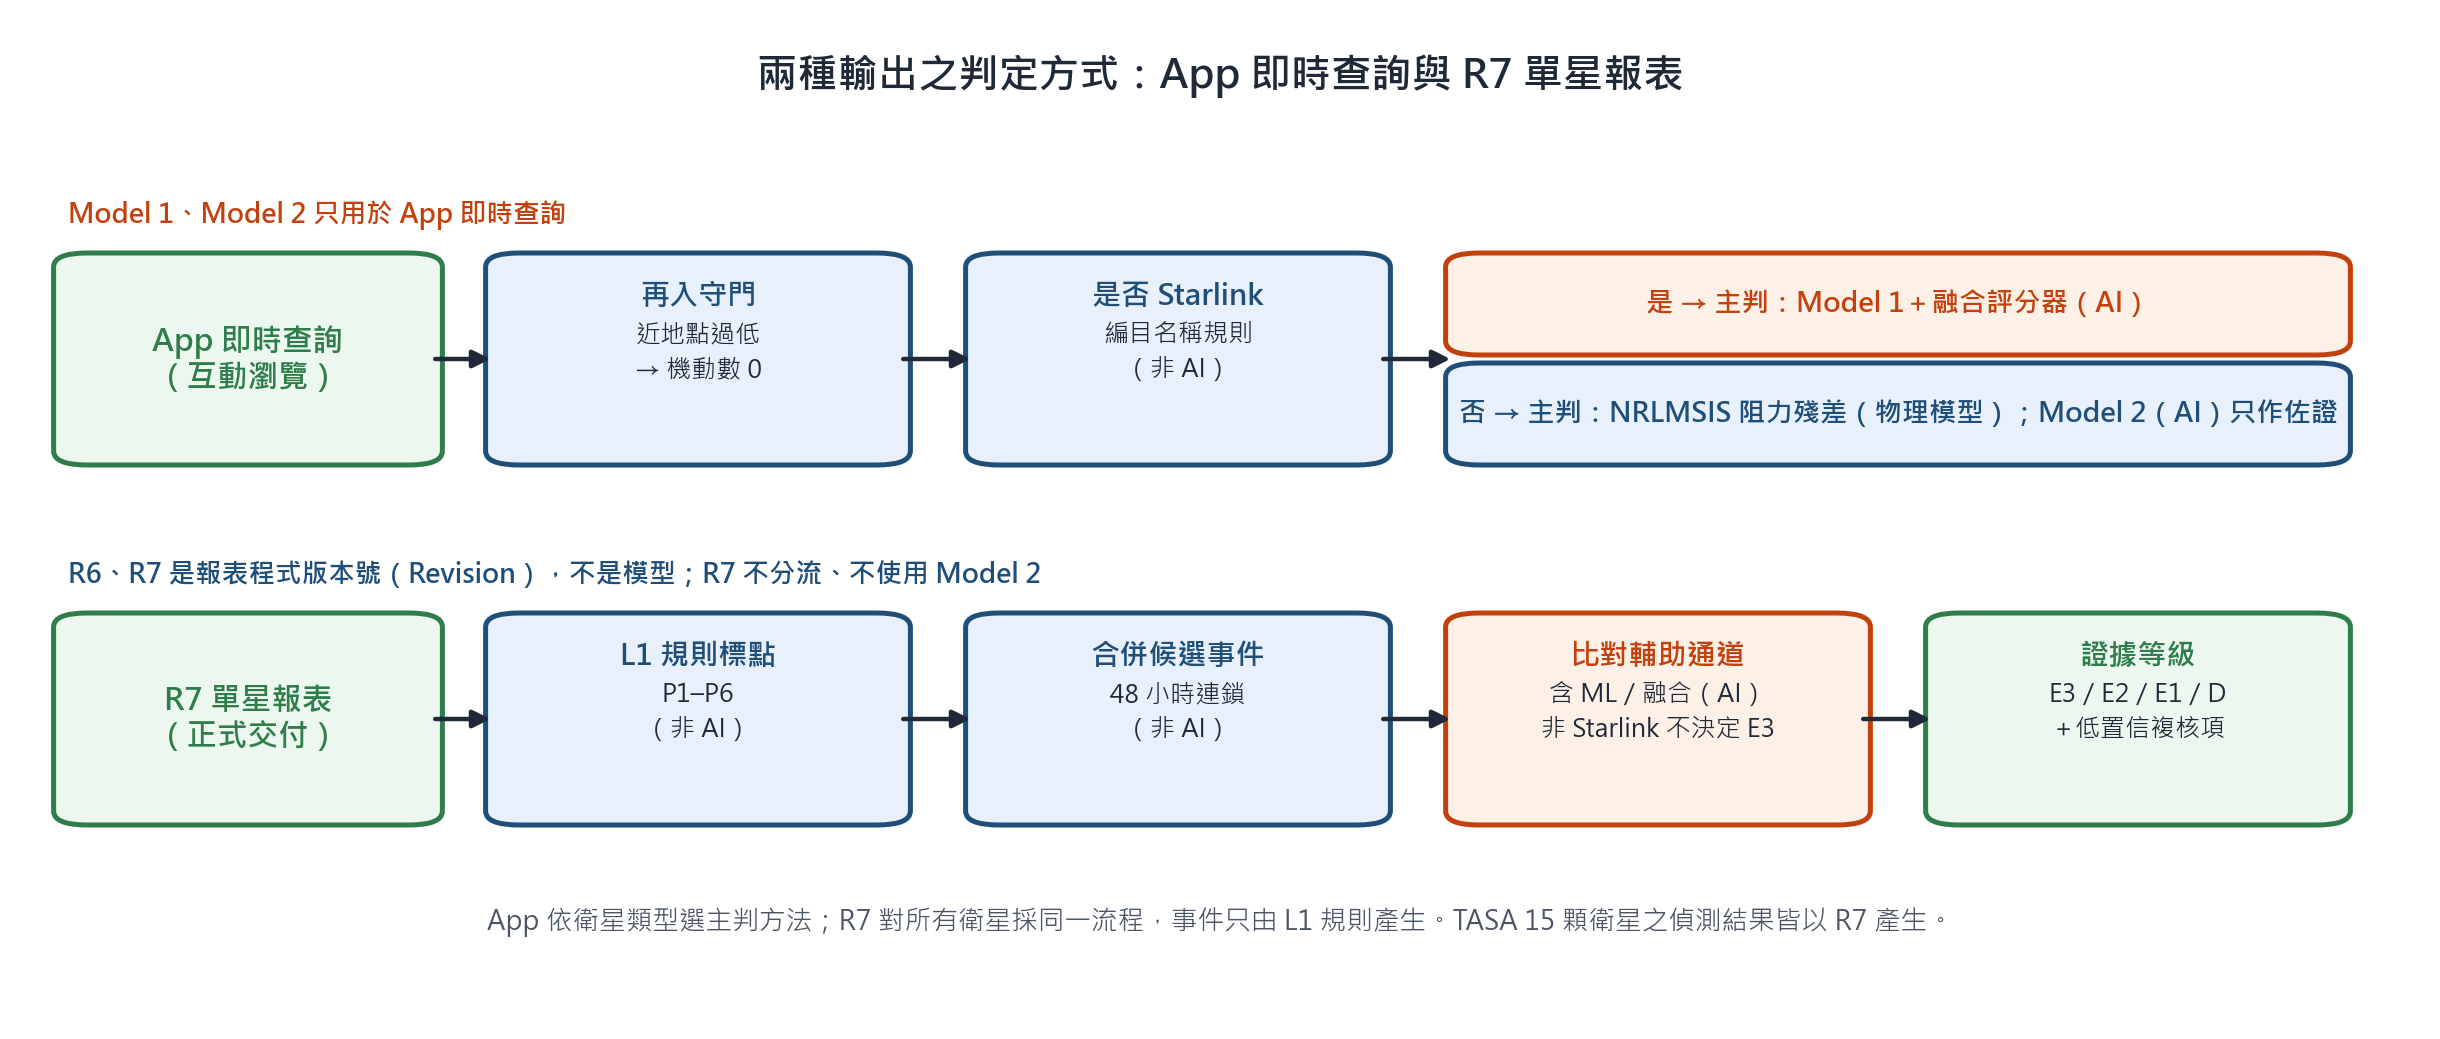 兩種輸出之判定方式：App 即時查詢與 R7 單星報表
Model 1、Model 2 只用於 App 即時查詢
App 即時查詢
（互動瀏覽）
再入守門
近地點過低
→ 機動數 0
是否 Starlink
編目名稱規則
（非 AI）
是 → 主判：Model 1＋融合評分器（AI）
否 → 主判：NRLMSIS 阻力殘差（物理模型）；Model 2（AI）只作佐證
R6、R7 是報表程式版本號（Revision），不是模型；R7 不分流、不使用 Model 2
R7 單星報表
（正式交付）
L1 規則標點
P1–P6
（非 AI）
合併候選事件
48 小時連鎖
（非 AI）
比對輔助通道
含 ML / 融合（AI）
非 Starlink 不決定 E3
證據等級
E3 / E2 / E1 / D
＋低置信複核項
App 依衛星類型選主判方法；R7 對所有衛星採同一流程，事件只由 L1 規則產生。TASA 15 顆衛星之偵測結果皆以 R7 產生。